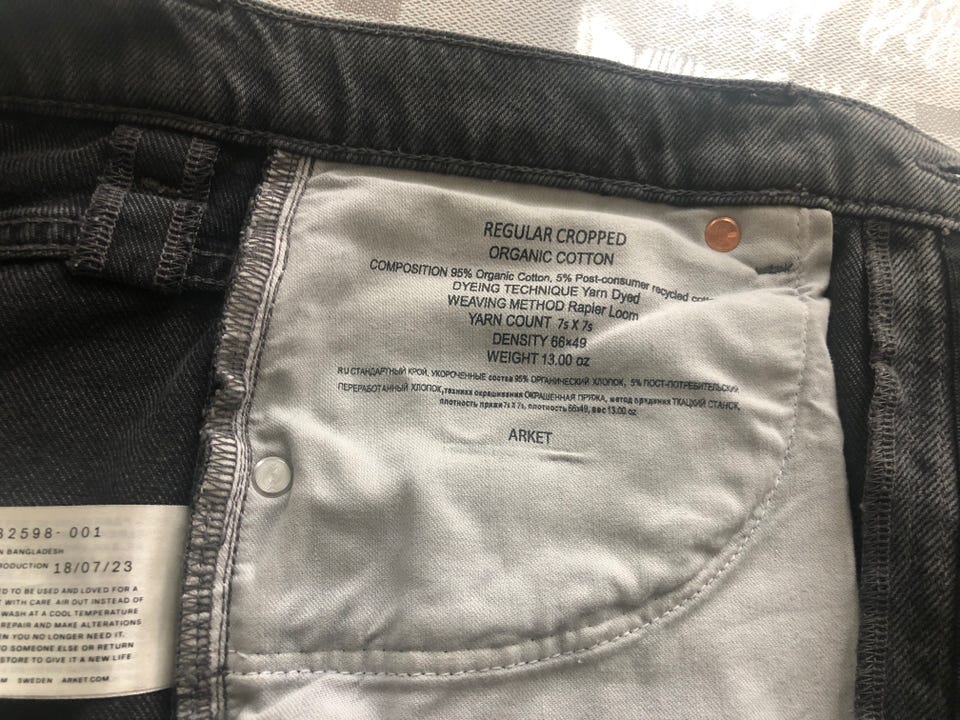 REGULAR CROPPED
ORGANIC COTTON
COMPOSITION 95% Organic Cotton, 5% Post-consumer recycled
DYEING TECHNIQUE Yarn Dyed
WEAVING METHOD Rapier Loom
YARN COUNT 7s X 7s
DENSITY 66×49
WEIGHT 13.00 oz
RU СТАНДАРТНЫЙ КРОЙ, УКОРОЧЕННЫЕ состав 95% ОРГАНИЧЕСКИЙ ХЛОПОК, 5% ПОСТ-ПОТРЕБИТЕЛЬСКИЙ
ПЕРЕРАБОТАННЫЙ ХЛОПОК, техника окрашивания ОКРАШЕННАЯ ПРЯЖА, метод прядения ТКАЦКИЙ СТАНОК,
плотность пряжи 7s X 7s, плотность 66x49, вес 13.00 oz
ARKET
32598-001
BANGLADESH
18/07/23
TO BE USED AND LOVED FOR A
WITH CARE AIR OUT INSTEAD OF
WASH AT A COOL TEMPERATURE
REPAIR AND MAKE ALTERATIONS
YOU NO LONGER NEED IT.
SOMEONE ELSE OR RETURN
STORE TO GIVE IT A NEW LIFE
SWEDEN ARKET.COM